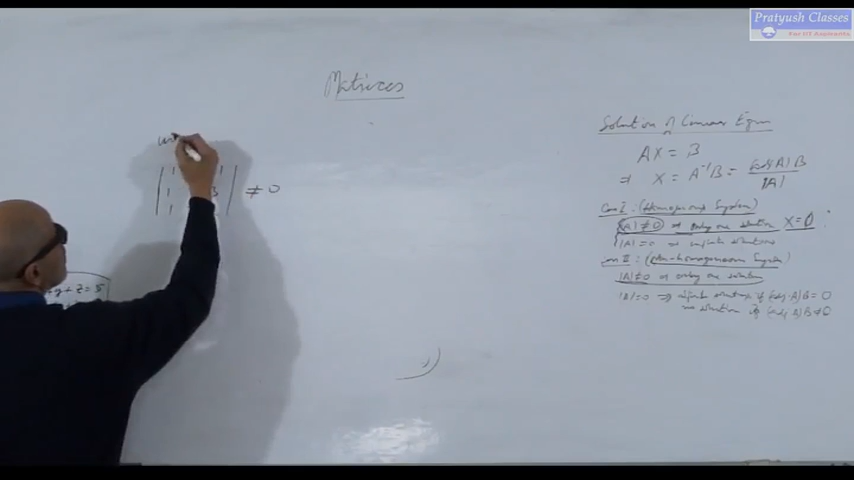 Pratyush Classes
Matrices
≠ 0
+ z = 5
Solution of Linear Eqn
AX = B
⇒ X = A⁻¹B = (adj A) B / |A|
Case I : (Homogeneous System)
|A| ≠ 0 ⇒ only one solution X = 0
|A| = 0 ⇒ infinite solutions
Case II : (Non-homogeneous System)
|A| ≠ 0 ⇒ only one solution
|A| = 0 ⇒ infinite solutions if (adj A) B = 0
no solution if (adj A) B ≠ 0